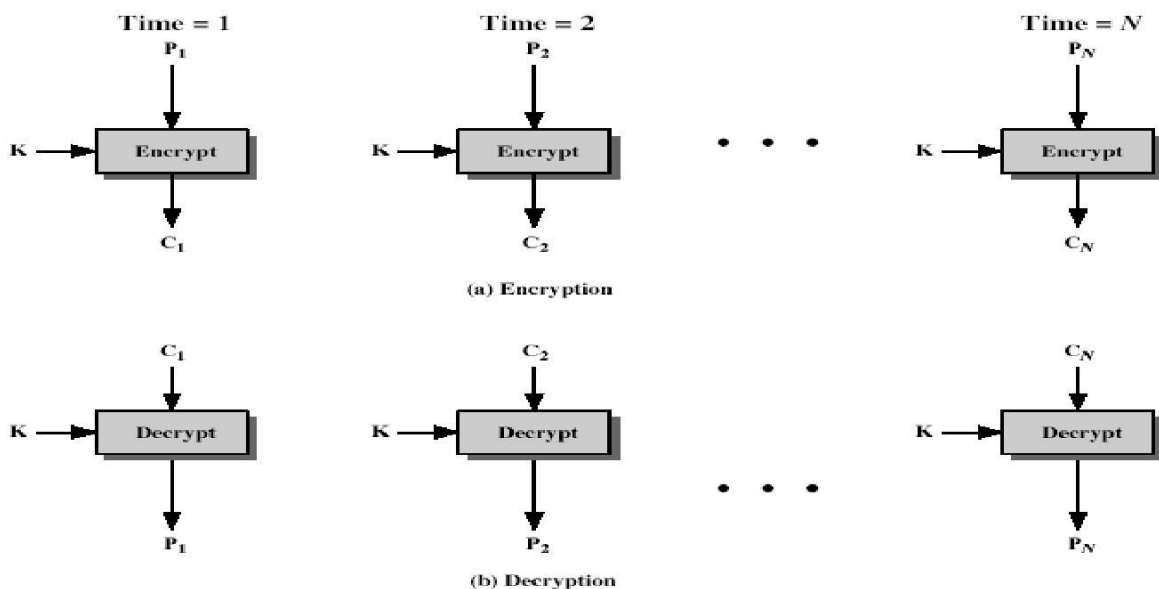 Time = 1 Time = 2 Time = N
P1 P2 PN
K Encrypt K Encrypt • • • K Encrypt
C1 C2 CN
(a) Encryption
C1 C2 CN
K Decrypt K Decrypt K Decrypt
• • •
P1 P2 PN
(b) Decryption